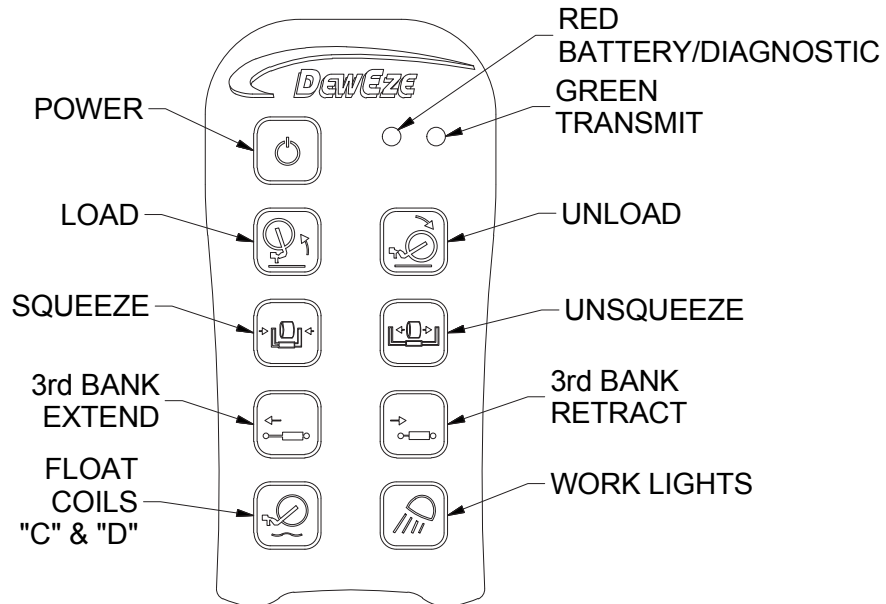 RED
BATTERY/DIAGNOSTIC
DEWEZE
GREEN
TRANSMIT
POWER
LOAD
UNLOAD
SQUEEZE
UNSQUEEZE
3rd BANK
EXTEND
3rd BANK
RETRACT
FLOAT
COILS
"C" & "D"
WORK LIGHTS